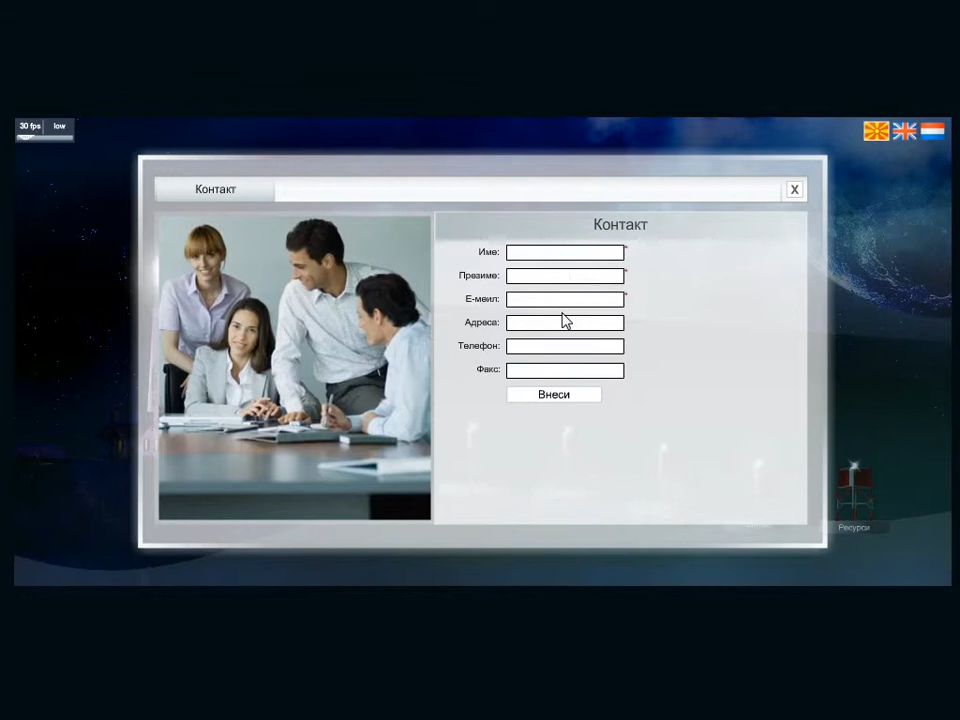 30 fps low
Контакт
X
Контакт
Име: *
Презиме: *
Е-меил: *
Адреса:
Телефон:
Факс:
Внеси
Ресурси